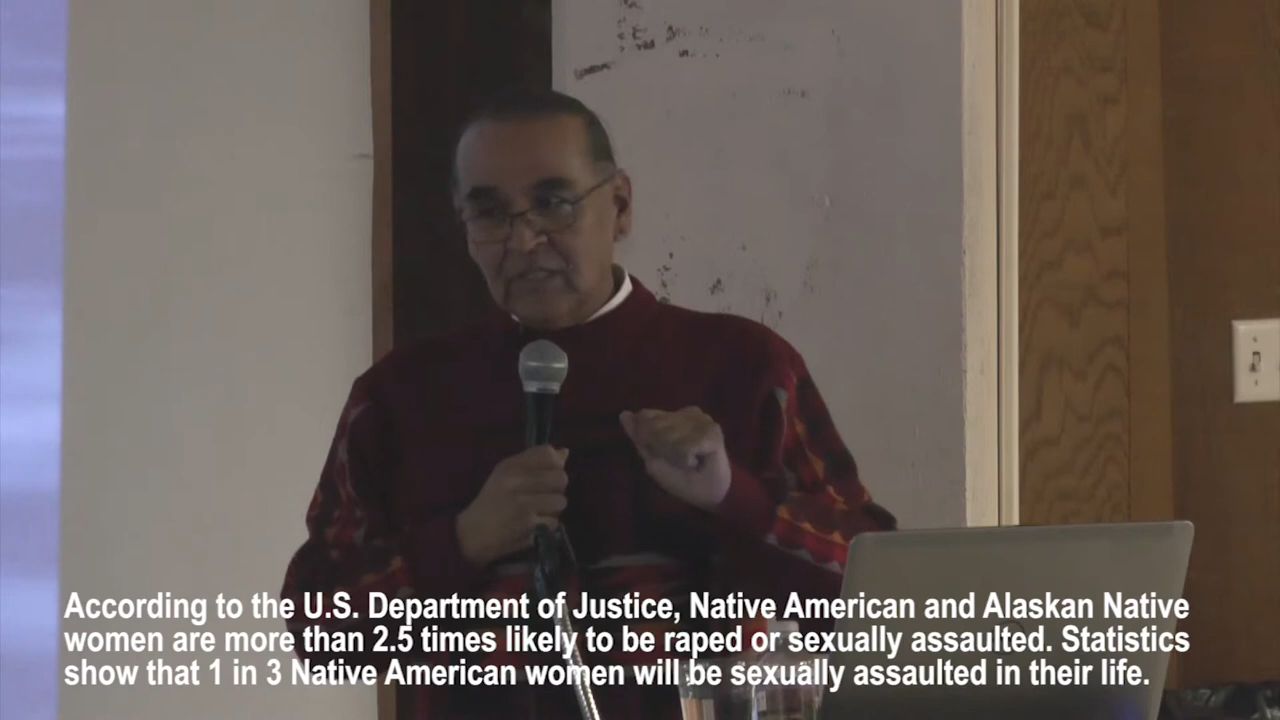 According to the U.S. Department of Justice, Native American and Alaskan Native
women are more than 2.5 times likely to be raped or sexually assaulted. Statistics
show that 1 in 3 Native American women will be sexually assaulted in their life.